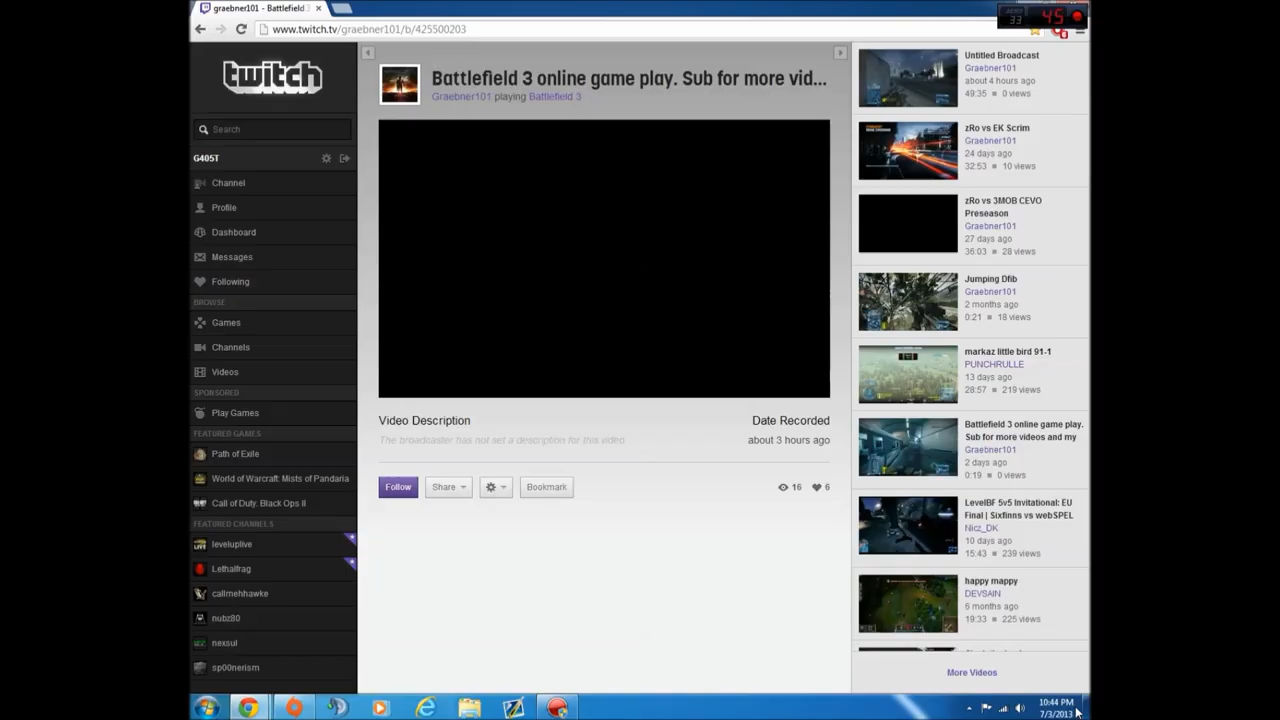 graebner101 - Battlefield 3
AERO
33
45
www.twitch.tv/graebner101/b/425500203
twitch
Search
G405T
Channel
Profile
Dashboard
Messages
Following
BROWSE
Games
Channels
Videos
SPONSORED
Play Games
FEATURED GAMES
Path of Exile
World of Warcraft: Mists of Pandaria
Call of Duty: Black Ops II
FEATURED CHANNELS
leveluplive
Lethalfrag
callmehhawke
nubz80
nexsul
sp00nerism
Battlefield 3 online game play. Sub for more vid...
Graebner101 playing Battlefield 3
Video Description
Date Recorded
The broadcaster has not set a description for this video
about 3 hours ago
Follow
Share
Bookmark
16
6
Untitled Broadcast
Graebner101
about 4 hours ago
49:35 0 views
zRo vs EK Scrim
Graebner101
24 days ago
32:53 10 views
zRo vs 3MOB CEVO
Preseason
Graebner101
27 days ago
36:03 28 views
Jumping Dfib
Graebner101
2 months ago
0:21 18 views
markaz little bird 91-1
PUNCHRULLE
13 days ago
28:57 219 views
Battlefield 3 online game play.
Sub for more videos and my
Graebner101
2 days ago
0:19 0 views
LevelBF 5v5 Invitational: EU
Final | Sixfinns vs webSPEL
Nicz_DK
10 days ago
15:43 239 views
happy mappy
DEVSAIN
6 months ago
19:33 225 views
More Videos
10:44 PM
7/3/2013